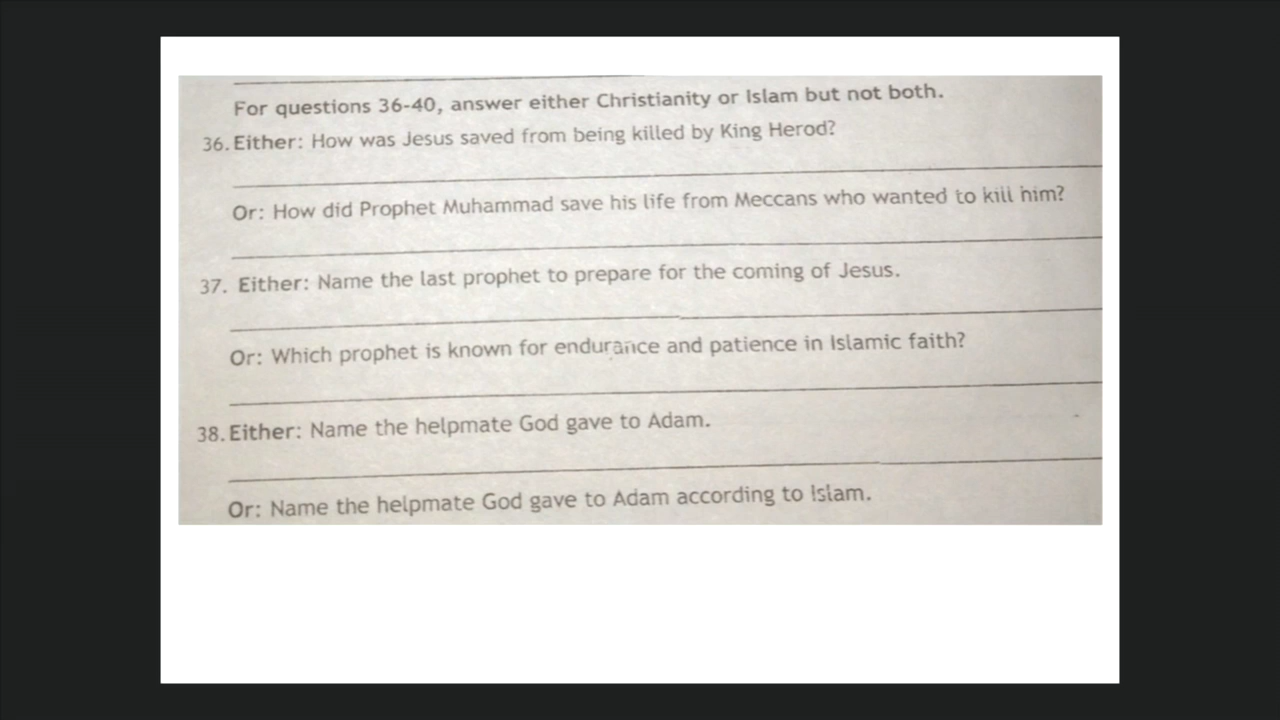 For questions 36-40, answer either Christianity or Islam but not both.
36. Either: How was Jesus saved from being killed by King Herod?
Or: How did Prophet Muhammad save his life from Meccans who wanted to kill him?
37. Either: Name the last prophet to prepare for the coming of Jesus.
Or: Which prophet is known for endurance and patience in Islamic faith?
38. Either: Name the helpmate God gave to Adam.
Or: Name the helpmate God gave to Adam according to Islam.